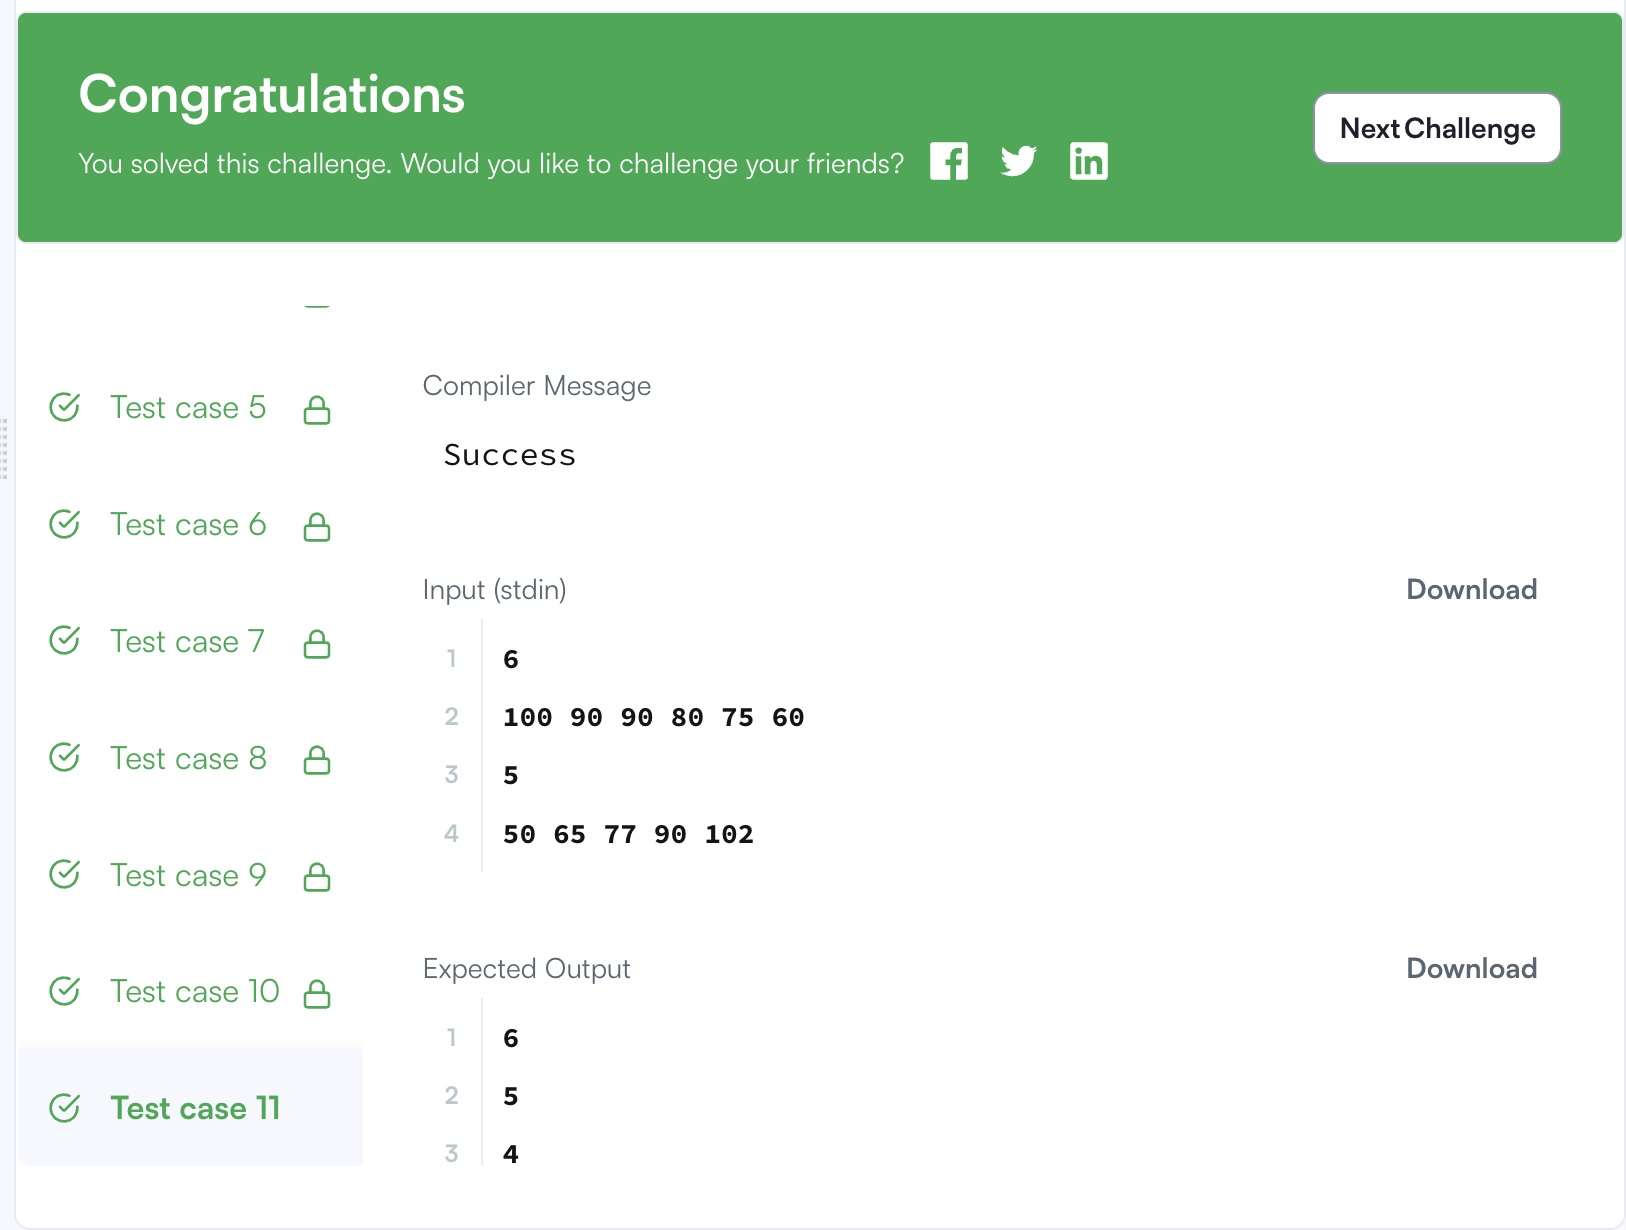 Congratulations
You solved this challenge. Would you like to challenge your friends?
Next Challenge
Test case 5
Test case 6
Test case 7
Test case 8
Test case 9
Test case 10
Test case 11
Compiler Message
Success
Input (stdin)
Download
1 6
2 100 90 90 80 75 60
3 5
4 50 65 77 90 102
Expected Output
Download
1 6
2 5
3 4